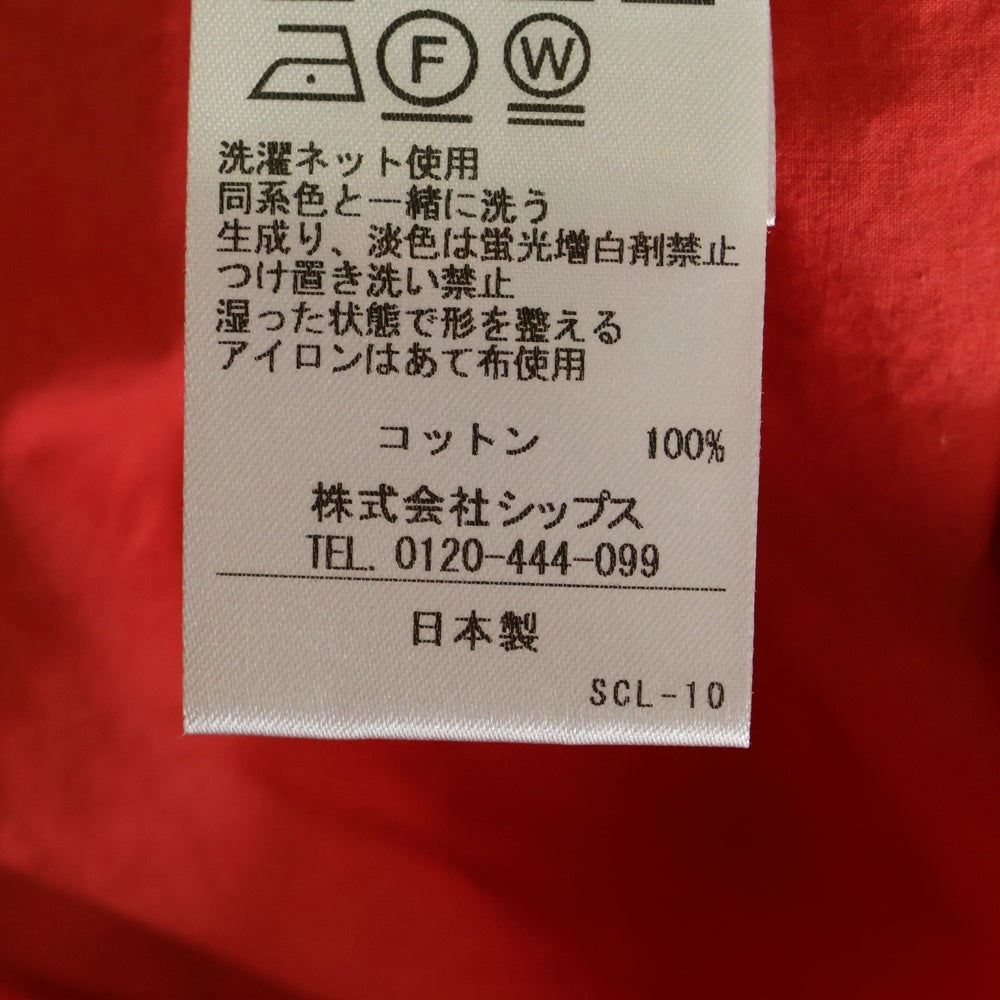 F W
洗濯ネット使用
同系色と一緒に洗う
生成り、淡色は蛍光増白剤禁止
つけ置き洗い禁止
湿った状態で形を整える
アイロンはあて布使用
コットン 100%
株式会社シップス
TEL. 0120-444-099
日本製
SCL-10